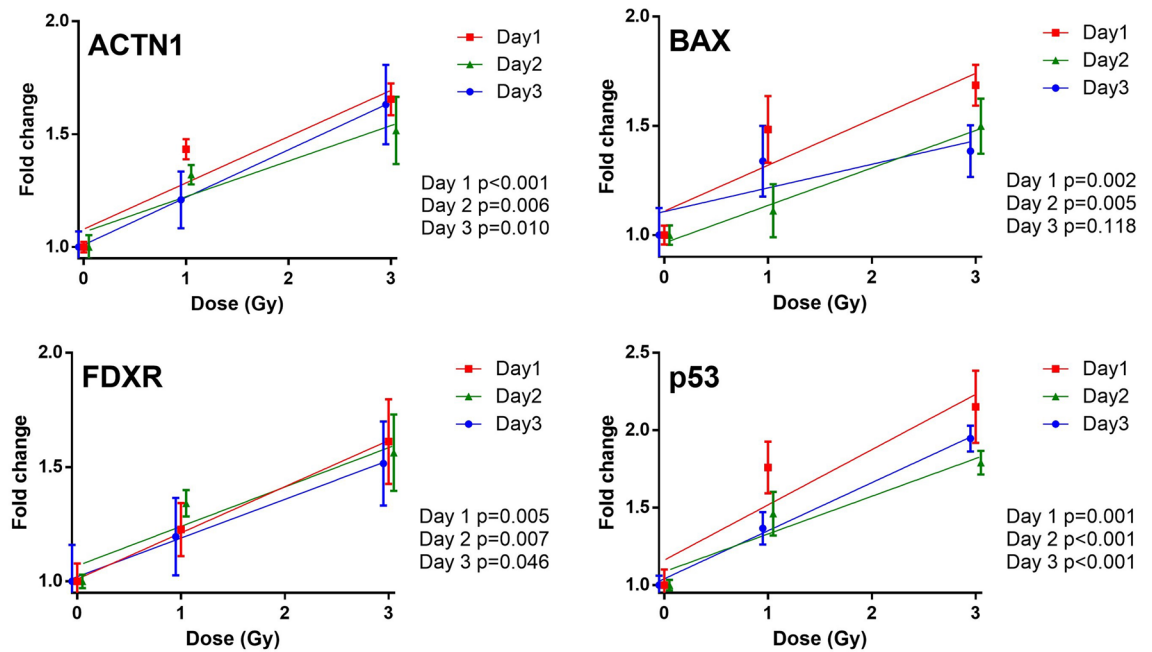 ACTN1
2.0
1.5
1.0
Fold change
0
1
2
3
Dose (Gy)
Day1
Day2
Day3
Day 1 p<0.001
Day 2 p=0.006
Day 3 p=0.010
BAX
2.0
1.5
1.0
Fold change
0
1
2
3
Dose (Gy)
Day1
Day2
Day3
Day 1 p=0.002
Day 2 p=0.005
Day 3 p=0.118
FDXR
2.0
1.5
1.0
Fold change
0
1
2
3
Dose (Gy)
Day1
Day2
Day3
Day 1 p=0.005
Day 2 p=0.007
Day 3 p=0.046
p53
2.5
2.0
1.5
1.0
Fold change
0
1
2
3
Dose (Gy)
Day1
Day2
Day3
Day 1 p=0.001
Day 2 p<0.001
Day 3 p<0.001